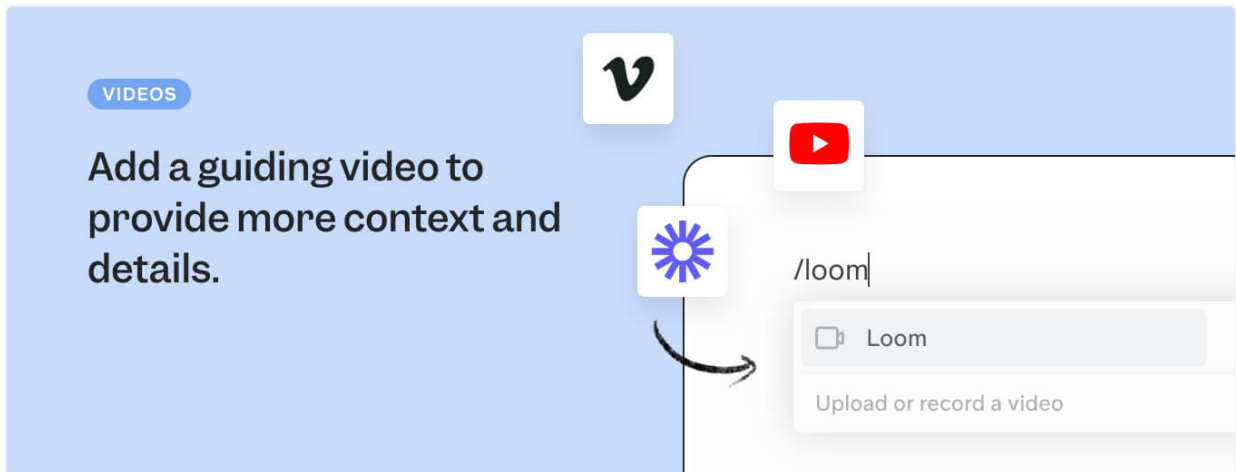 VIDEOS
Add a guiding video to
provide more context and
details.
/loom
Loom
Upload or record a video